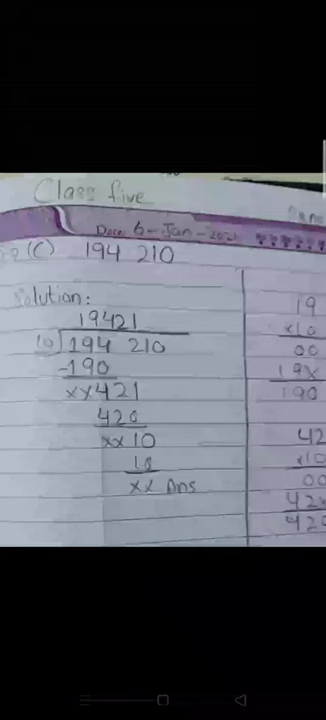 Class five
Date: 6-Jan-2021
(C) 194 210
Solution:
19421
10)194 210
-190
xx421
420
xx10
10
xx Ans
19
x10
00
19x
190
42
x10
00
42x
420